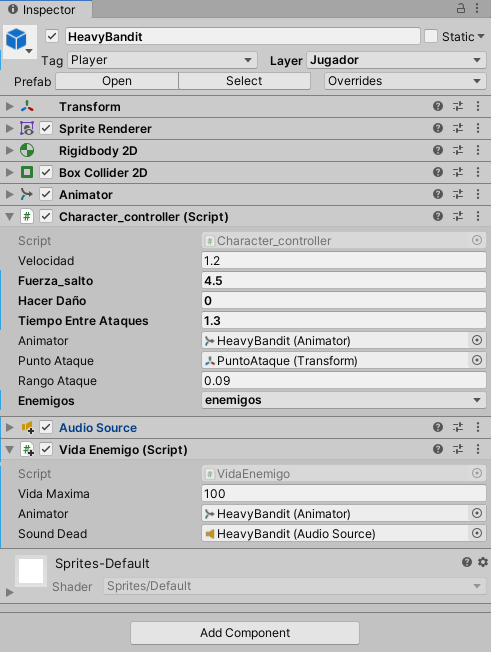 Inspector
HeavyBandit
Static
Tag Player Layer Jugador
Prefab Open Select Overrides
Transform
Sprite Renderer
Rigidbody 2D
Box Collider 2D
Animator
Character_controller (Script)
Script Character_controller
Velocidad 1.2
Fuerza_salto 4.5
Hacer Daño 0
Tiempo Entre Ataques 1.3
Animator HeavyBandit (Animator)
Punto Ataque PuntoAtaque (Transform)
Rango Ataque 0.09
Enemigos enemigos
Audio Source
Vida Enemigo (Script)
Script VidaEnemigo
Vida Maxima 100
Animator HeavyBandit (Animator)
Sound Dead HeavyBandit (Audio Source)
Sprites-Default
Shader Sprites/Default
Add Component